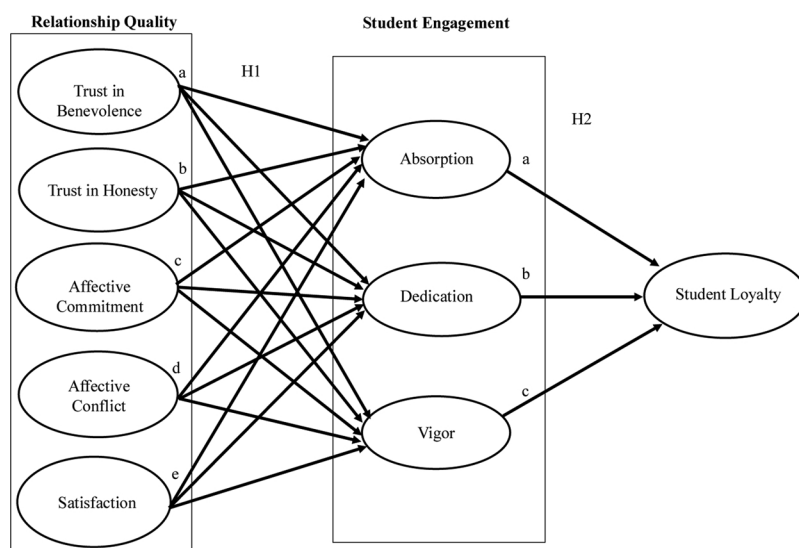 Relationship Quality
Student Engagement
a
H1
Trust in
Benevolence
b
Trust in Honesty
c
Affective
Commitment
d
Affective
Conflict
e
Satisfaction
Absorption
Dedication
Vigor
H2
a
b
c
Student Loyalty